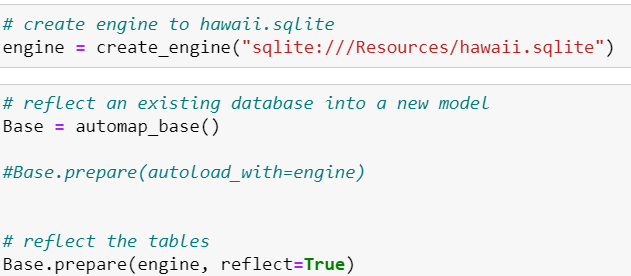 # create engine to hawaii.sqlite
engine = create_engine("sqlite:///Resources/hawaii.sqlite")
# reflect an existing database into a new model
Base = automap_base()
#Base.prepare(autoload_with=engine)
# reflect the tables
Base.prepare(engine, reflect=True)